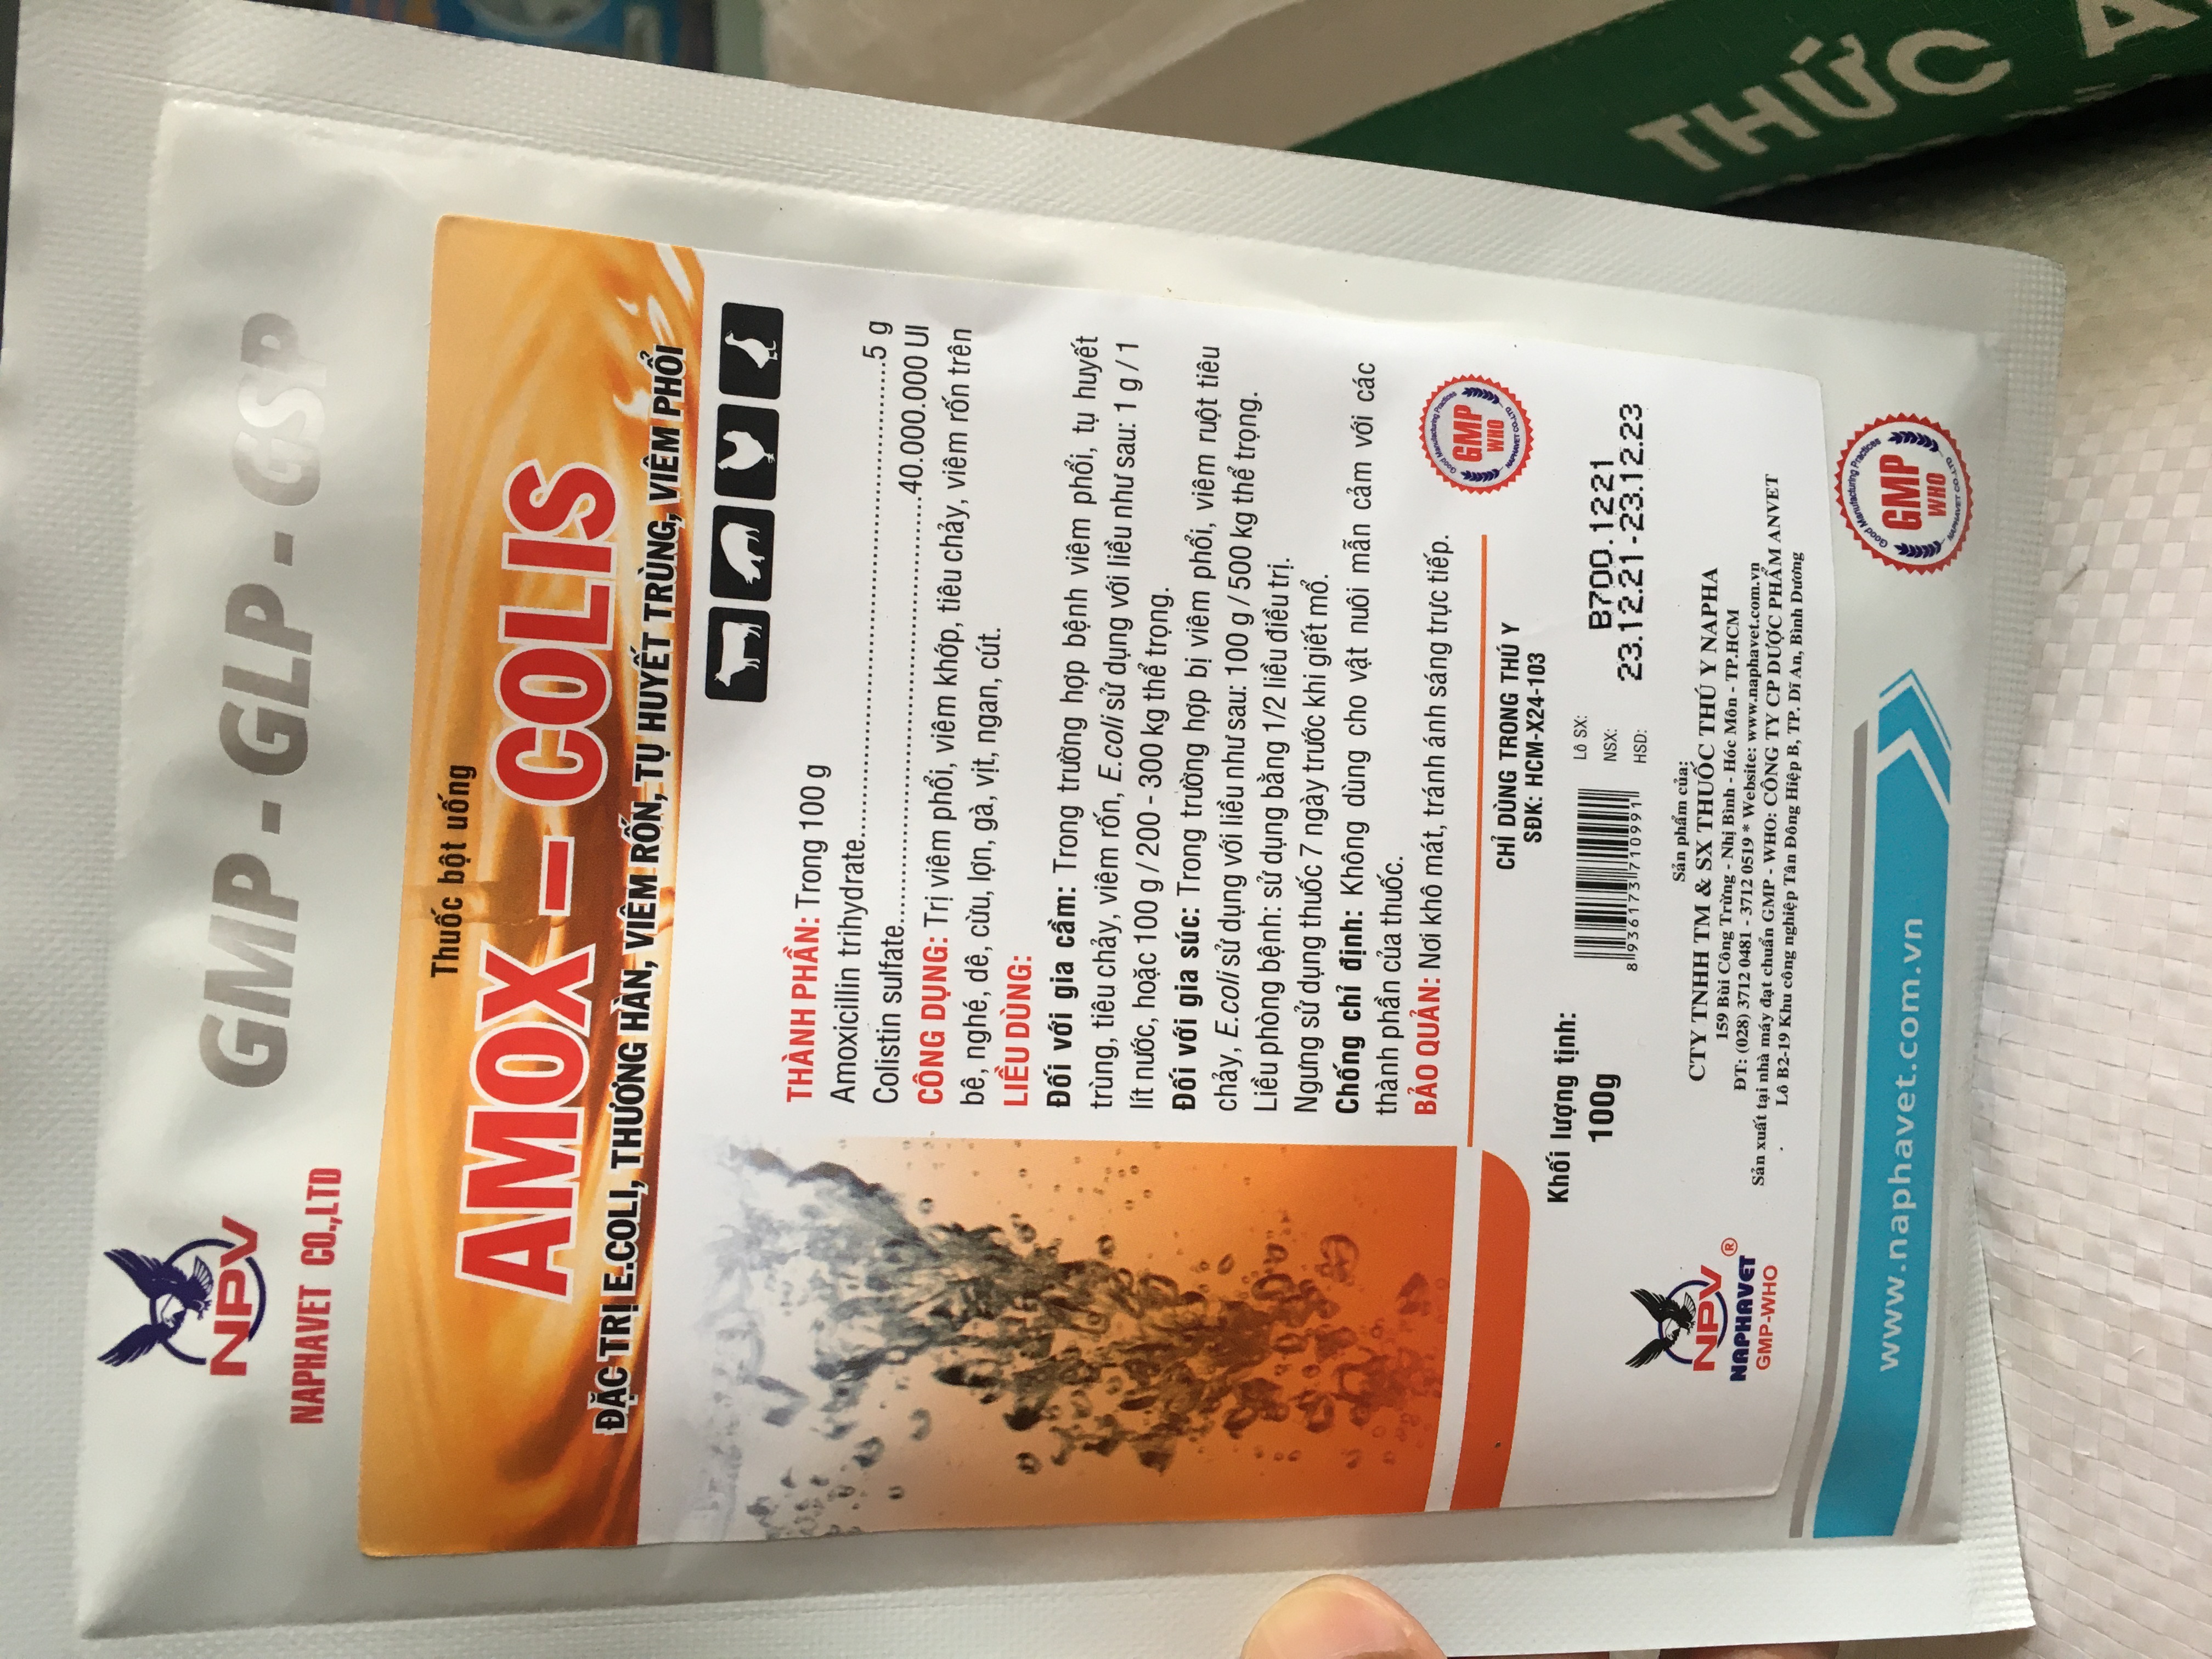 GMP - GLP - GSP
NPV
NAPHAVET CO.,LTD
Thuốc bột uống
AMOX – COLIS
ĐẶC TRỊ E.COLI, THƯƠNG HÀN, VIÊM RỐN, TỤ HUYẾT TRÙNG, VIÊM PHỔI
THÀNH PHẦN: Trong 100 g
Amoxicillin trihydrate..............................................................5 g
Colistin sulfate..................................................40.000.000 UI
CÔNG DỤNG: Trị viêm phổi, viêm khớp, tiêu chảy, viêm rốn trên
bê, nghé, dê, cừu, lợn, gà, vịt, ngan, cút.
LIỀU DÙNG:
Đối với gia cầm: Trong trường hợp bệnh viêm phổi, tụ huyết
trùng, tiêu chảy, viêm rốn, E.coli sử dụng với liều như sau: 1 g / 1
lít nước, hoặc 100 g / 200 - 300 kg thể trọng.
Đối với gia súc: Trong trường hợp bị viêm phổi, viêm ruột tiêu
chảy, E.coli sử dụng với liều như sau: 100 g / 500 kg thể trọng.
Liều phòng bệnh: sử dụng bằng 1/2 liều điều trị.
Ngưng sử dụng thuốc 7 ngày trước khi giết mổ.
Chống chỉ định: Không dùng cho vật nuôi mẫn cảm với các
thành phần của thuốc.
BẢO QUẢN: Nơi khô mát, tránh ánh sáng trực tiếp.
CHỈ DÙNG TRONG THÚ Y
SĐK: HCM-X24-103
Good Manufacturing Practices
GMP
WHO
NAPHAVET CO.,LTD
Khối lượng tịnh:
100g
8 936173 710991
Lô SX: B700.1221
NSX: 23.12.21-23.12.23
HSD:
NPV
NAPHAVET ®
GMP-WHO
Sản phẩm của:
CTY TNHH TM & SX THUỐC THÚ Y NAPHA
159 Bùi Công Trừng - Nhị Bình - Hóc Môn - TP.HCM
ĐT: (028) 3712 0481 - 3712 0519 * Website: www.naphavet.com.vn
Sản xuất tại nhà máy đạt chuẩn GMP - WHO: CÔNG TY CP DƯỢC PHẨM ANVET
Lô B2-19 Khu công nghiệp Tân Đông Hiệp B, TP. Dĩ An, Bình Dương
www.naphavet.com.vn
Good Manufacturing Practices
GMP
WHO
NAPHAVET CO.,LTD
THỨC